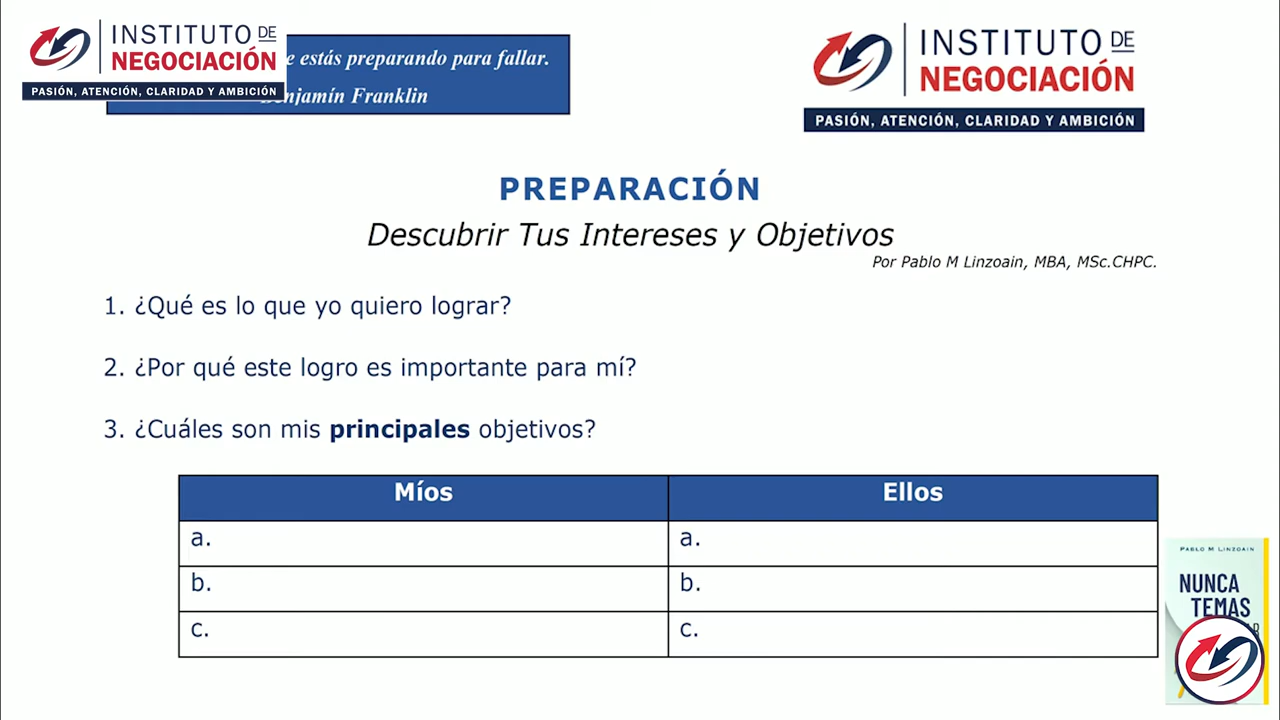 INSTITUTO DE
NEGOCIACIÓN
PASIÓN, ATENCIÓN, CLARIDAD Y AMBICIÓN
estás preparando para fallar.
Benjamín Franklin
INSTITUTO DE
NEGOCIACIÓN
PASIÓN, ATENCIÓN, CLARIDAD Y AMBICIÓN
PREPARACIÓN
Descubrir Tus Intereses y Objetivos
Por Pablo M Linzoain, MBA, MSc.CHPC.
1. ¿Qué es lo que yo quiero lograr?
2. ¿Por qué este logro es importante para mí?
3. ¿Cuáles son mis principales objetivos?
Míos Ellos
a. a.
b. b.
c. c.
PABLO M LINZOAIN
NUNCA
TEMAS